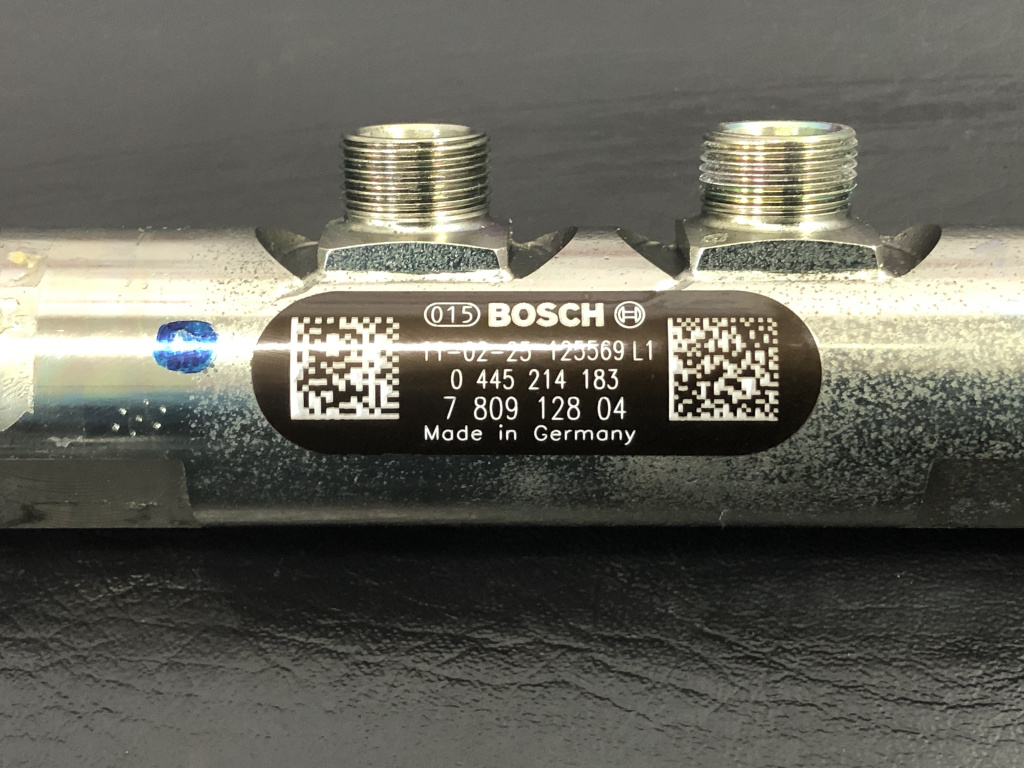 015 BOSCH
11-02-25 125569 L1
0 445 214 183
7 809 128 04
Made in Germany